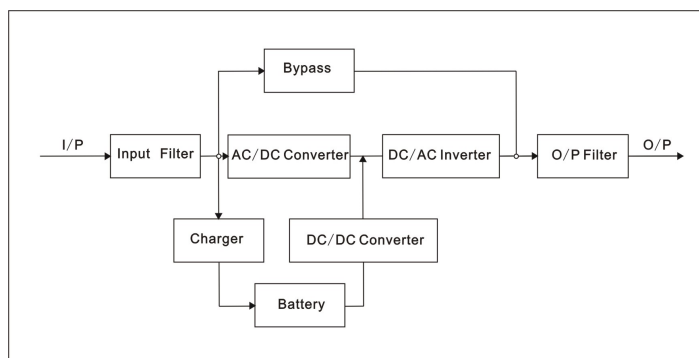 Bypass
I/P
Input Filter
AC/DC Converter
DC/AC Inverter
O/P Filter
O/P
Charger
DC/DC Converter
Battery